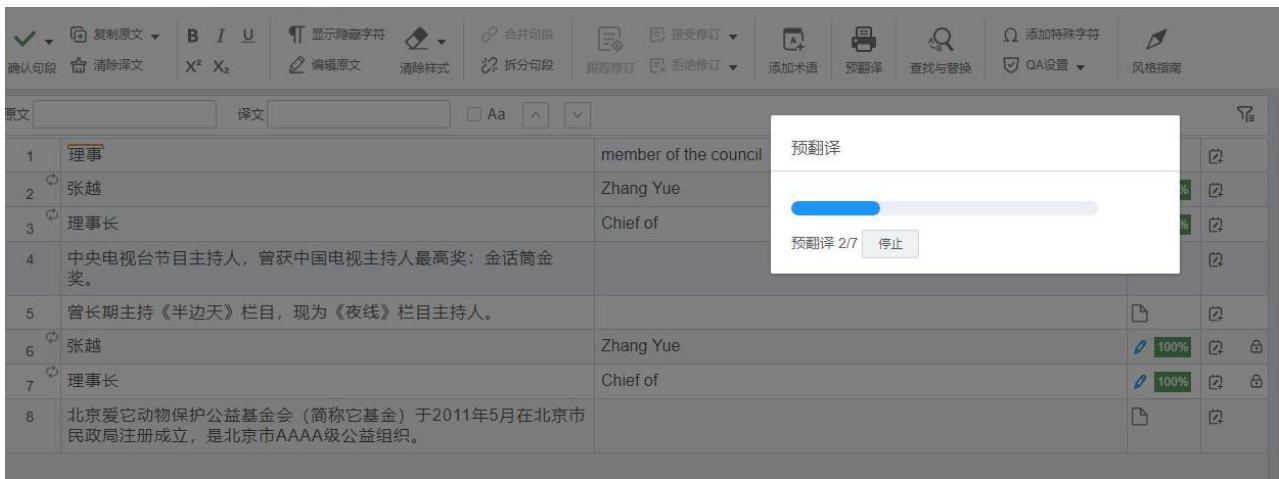 复制原文 B I U 显示隐藏字符 合并句段 接受修订 添加特殊字符
确认句段 清除译文 X² X₂ 编辑原文 清除样式 拆分句段 跟踪修订 拒绝修订 添加术语 预翻译 查找与替换 QA设置 风格指南
原文 译文 Aa
预翻译
1 理事 member of the council
2 张越 Zhang Yue
3 理事长 Chief of
预翻译 2/7 停止
4 中央电视台节目主持人，曾获中国电视主持人最高奖：金话筒金
奖。
5 曾长期主持《半边天》栏目，现为《夜线》栏目主持人。
6 张越 Zhang Yue 100%
7 理事长 Chief of 100%
8 北京爱它动物保护公益基金会（简称它基金）于2011年5月在北京市
民政局注册成立，是北京市AAAA级公益组织。